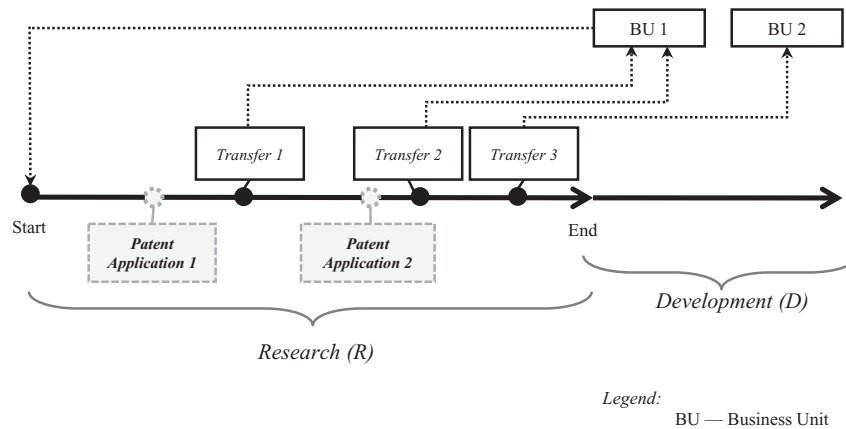 BU 1
BU 2
Transfer 1
Transfer 2
Transfer 3
Start
End
Patent
Application 1
Patent
Application 2
Development (D)
Research (R)
Legend:
BU — Business Unit